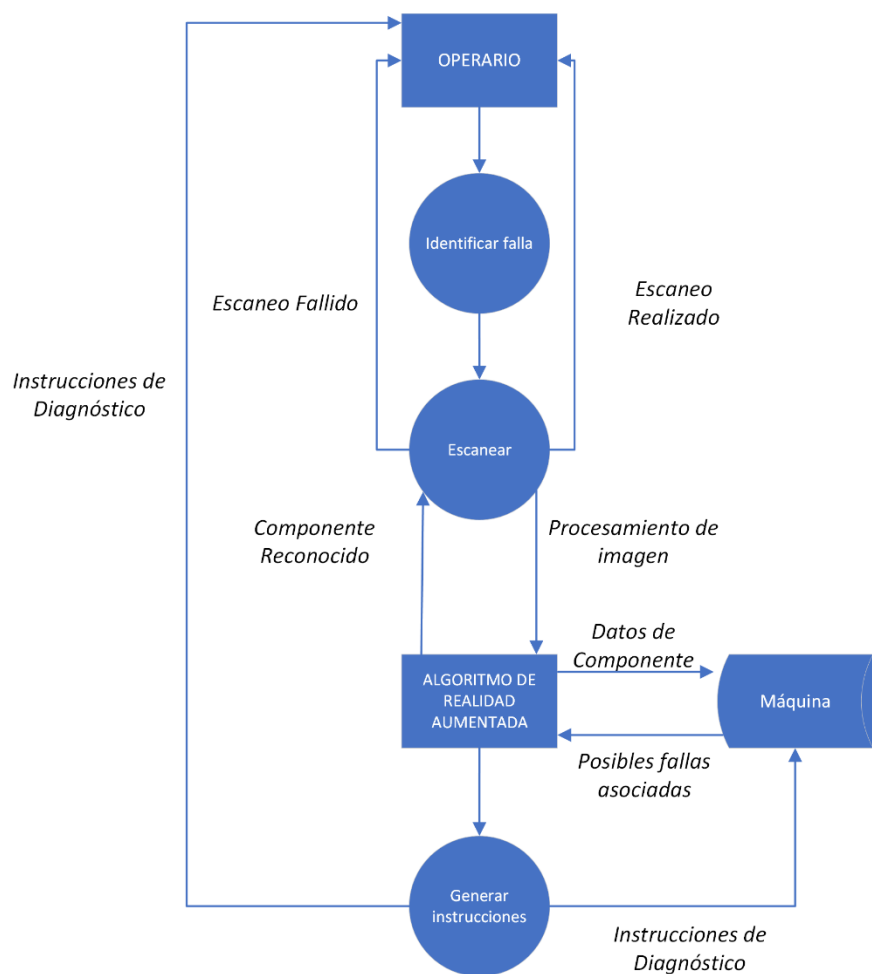 OPERARIO
Identificar falla
Escaneo Fallido
Escaneo
Realizado
Instrucciones de
Diagnóstico
Escanear
Componente
Reconocido
Procesamiento de
imagen
Datos de
Componente
ALGORITMO DE
REALIDAD
AUMENTADA
Máquina
Posibles fallas
asociadas
Generar
instrucciones
Instrucciones de
Diagnóstico